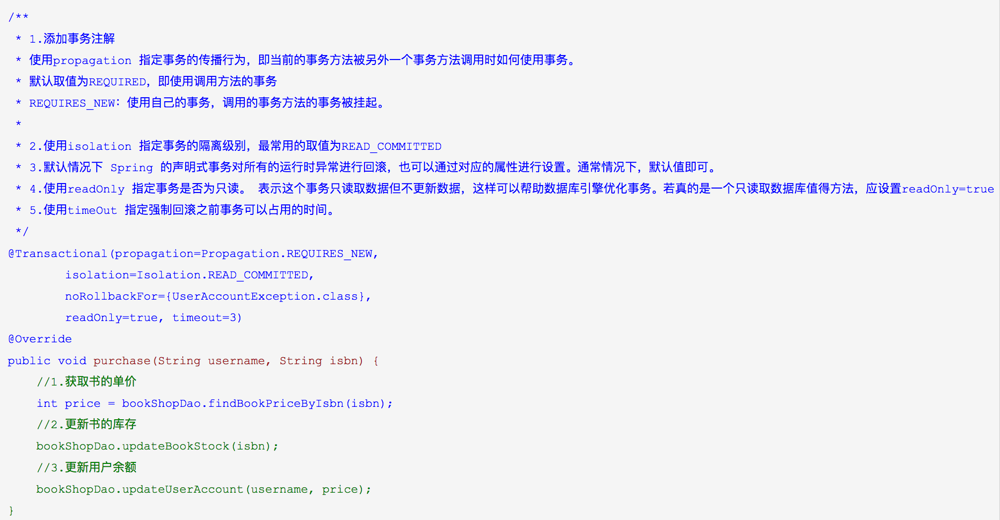 /**
 * 1.添加事务注解
 * 使用propagation 指定事务的传播行为，即当前的事务方法被另外一个事务方法调用时如何使用事务。
 * 默认取值为REQUIRED，即使用调用方法的事务
 * REQUIRES_NEW：使用自己的事务，调用的事务方法的事务被挂起。
 *
 * 2.使用isolation 指定事务的隔离级别，最常用的取值为READ_COMMITTED
 * 3.默认情况下 Spring 的声明式事务对所有的运行时异常进行回滚，也可以通过对应的属性进行设置。通常情况下，默认值即可。
 * 4.使用readOnly 指定事务是否为只读。 表示这个事务只读取数据但不更新数据，这样可以帮助数据库引擎优化事务。若真的是一个只读取数据库值得方法，应设置readOnly=true
 * 5.使用timeOut 指定强制回滚之前事务可以占用的时间。
 */
@Transactional(propagation=Propagation.REQUIRES_NEW,
        isolation=Isolation.READ_COMMITTED,
        noRollbackFor={UserAccountException.class},
        readOnly=true, timeout=3)
@Override
public void purchase(String username, String isbn) {
    //1.获取书的单价
    int price = bookShopDao.findBookPriceByIsbn(isbn);
    //2.更新书的库存
    bookShopDao.updateBookStock(isbn);
    //3.更新用户余额
    bookShopDao.updateUserAccount(username, price);
}